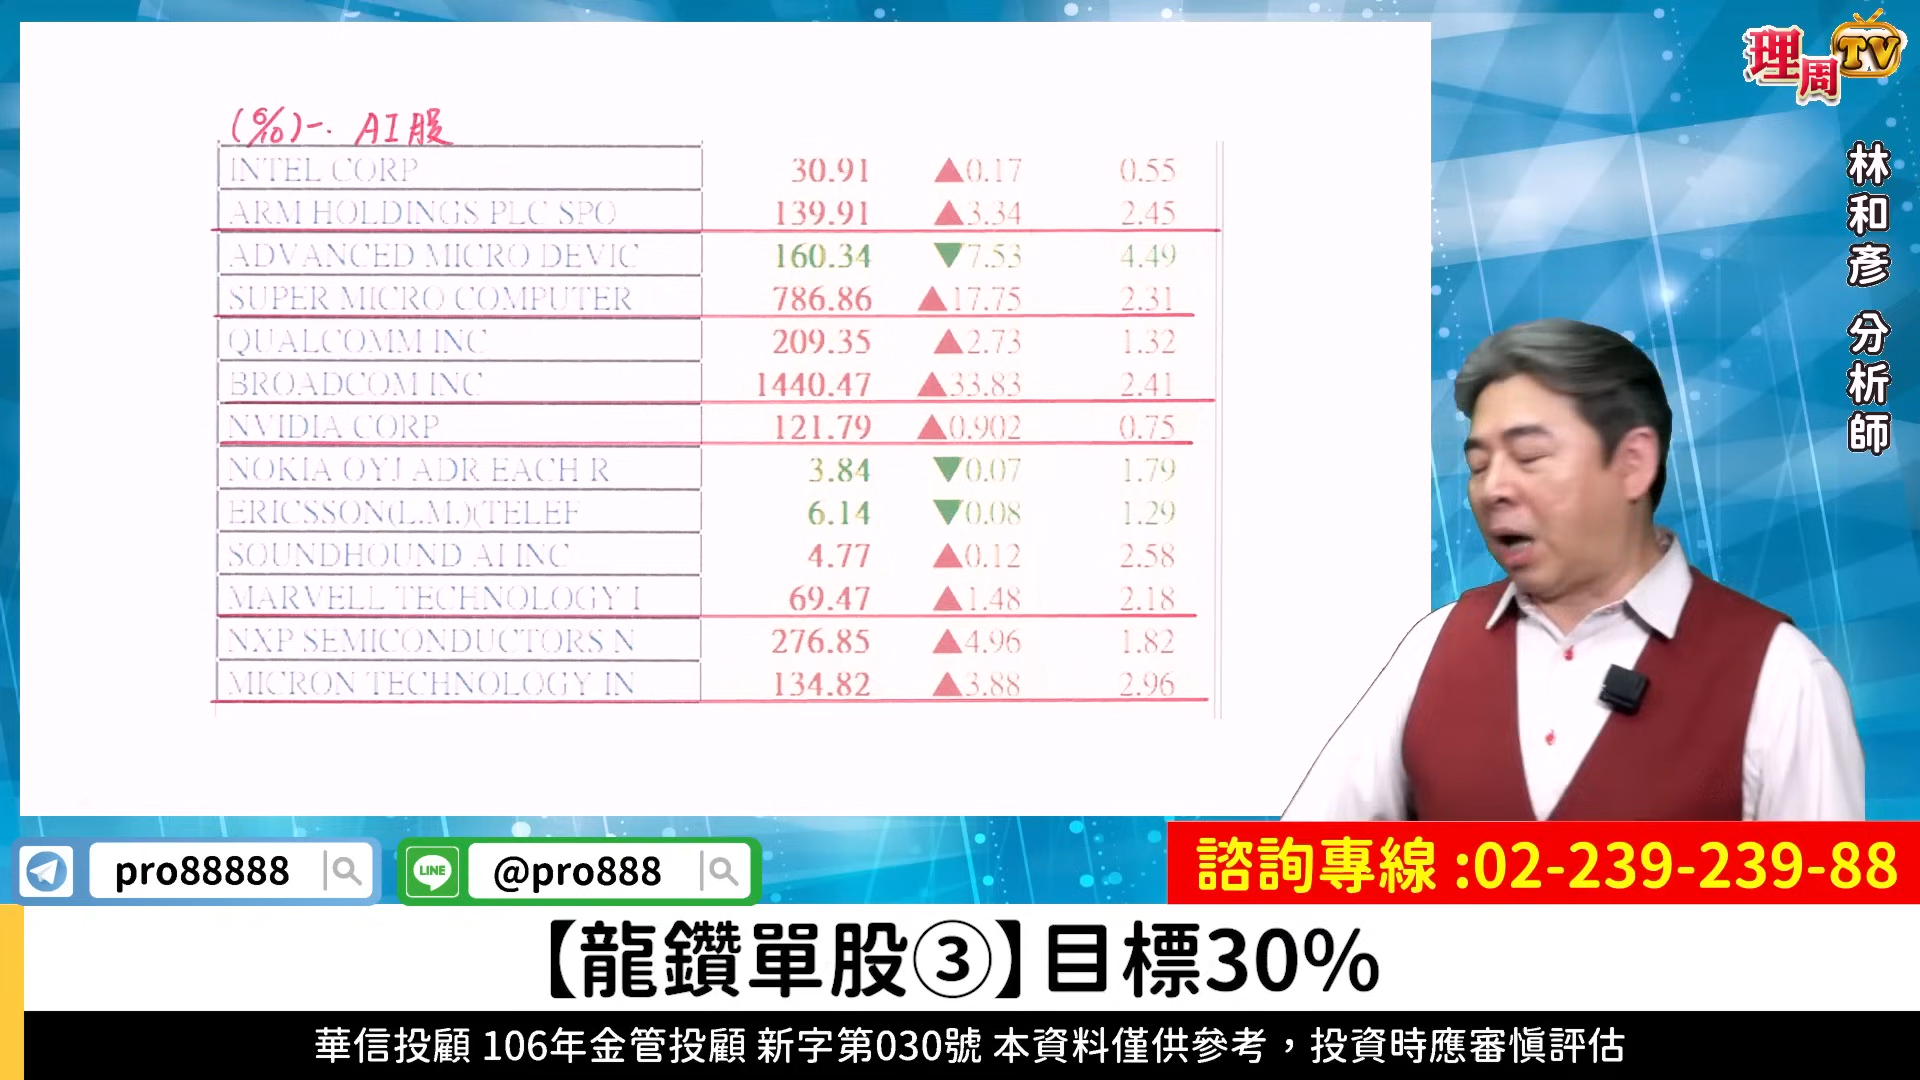 理周TV
林和彥 分析師
(6/10)一. AI股
INTEL CORP 30.91 ▲0.17 0.55
ARM HOLDINGS PLC SPO 139.91 ▲3.34 2.45
ADVANCED MICRO DEVIC 160.34 ▼7.53 4.49
SUPER MICRO COMPUTER 786.86 ▲17.75 2.31
QUALCOMM INC 209.35 ▲2.73 1.32
BROADCOM INC 1440.47 ▲33.83 2.41
NVIDIA CORP 121.79 ▲0.902 0.75
NOKIA OYJ ADR EACH R 3.84 ▼0.07 1.79
ERICSSON(L.M.)(TELEF 6.14 ▼0.08 1.29
SOUNDHOUND AI INC 4.77 ▲0.12 2.58
MARVELL TECHNOLOGY I 69.47 ▲1.48 2.18
NXP SEMICONDUCTORS N 276.85 ▲4.96 1.82
MICRON TECHNOLOGY IN 134.82 ▲3.88 2.96
pro88888
LINE @pro888
諮詢專線 :02-239-239-88
【龍鑽單股③】目標30%
華信投顧 106年金管投顧 新字第030號 本資料僅供參考，投資時應審慎評估